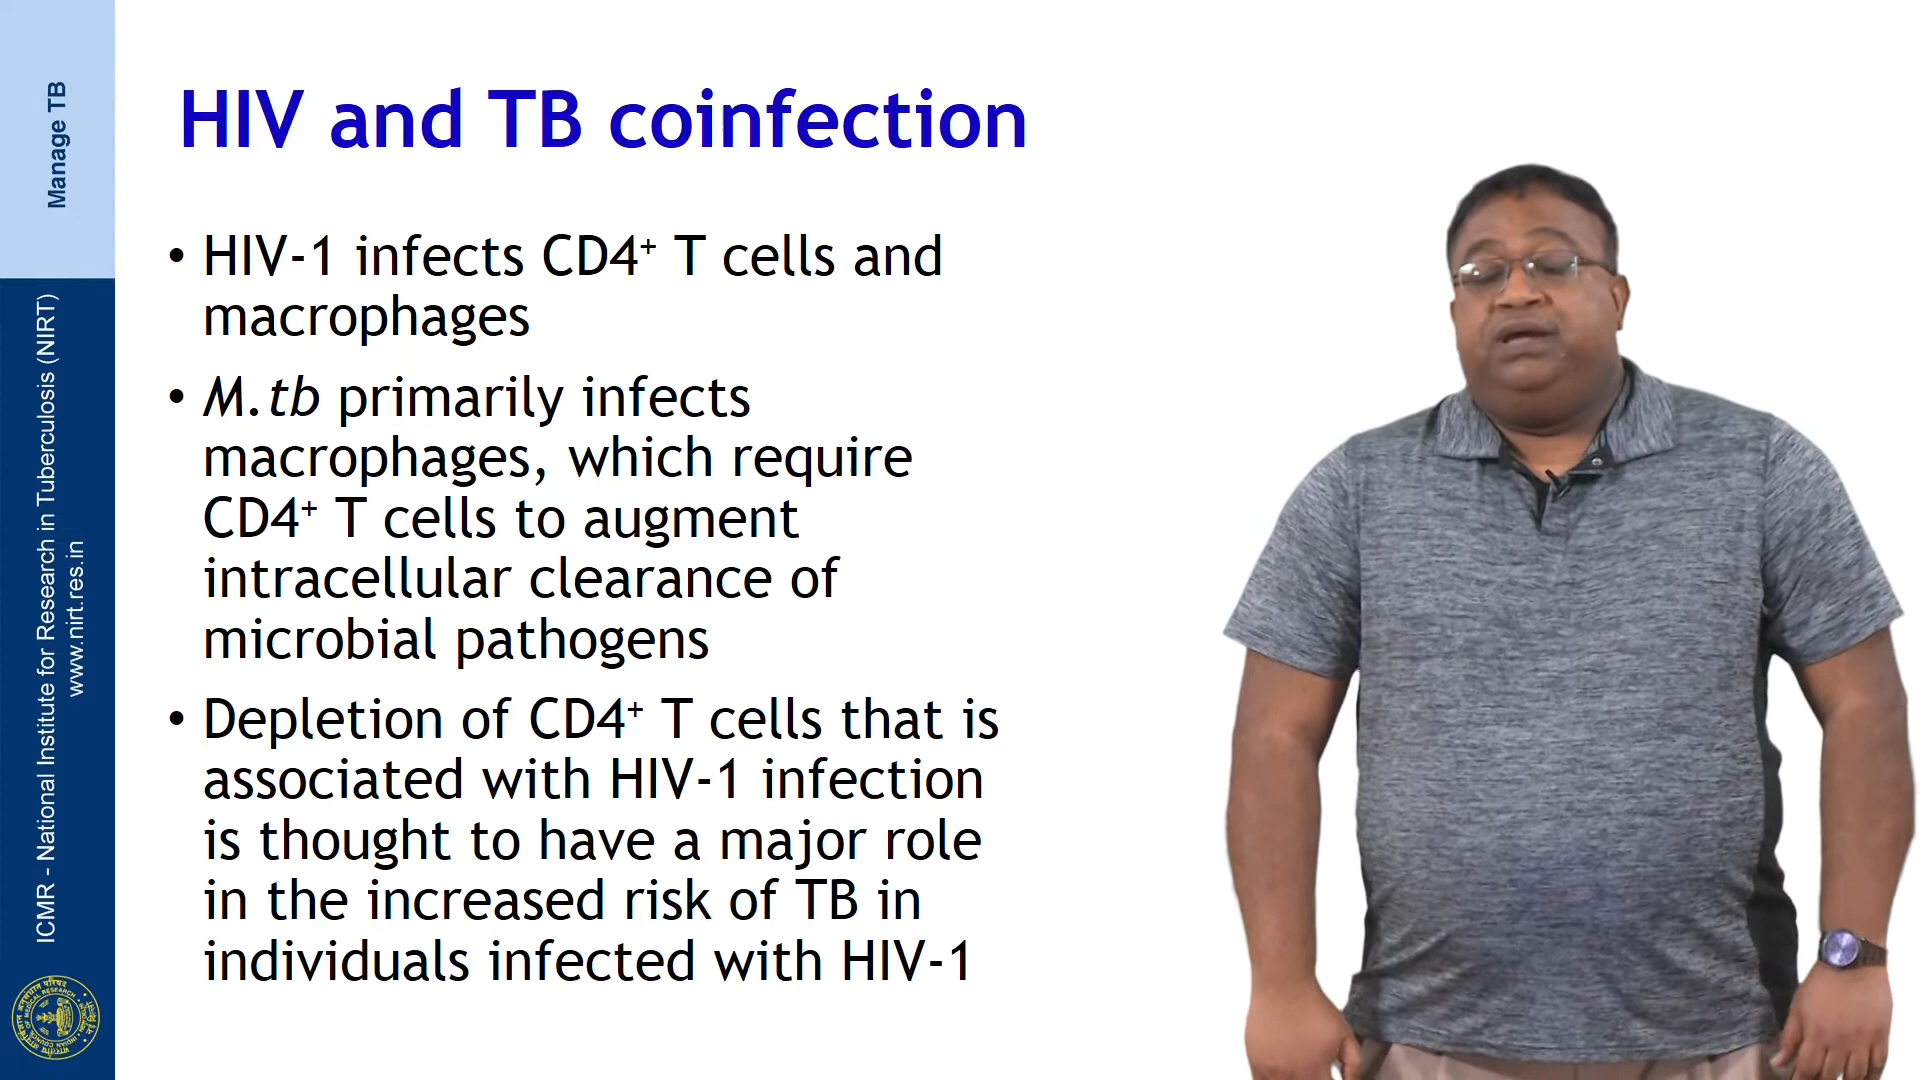 Manage TB
ICMR - National Institute for Research in Tuberculosis (NIRT)
www.nirt.res.in
HIV and TB coinfection
• HIV-1 infects CD4⁺ T cells and
macrophages
• M.tb primarily infects
macrophages, which require
CD4⁺ T cells to augment
intracellular clearance of
microbial pathogens
• Depletion of CD4⁺ T cells that is
associated with HIV-1 infection
is thought to have a major role
in the increased risk of TB in
individuals infected with HIV-1